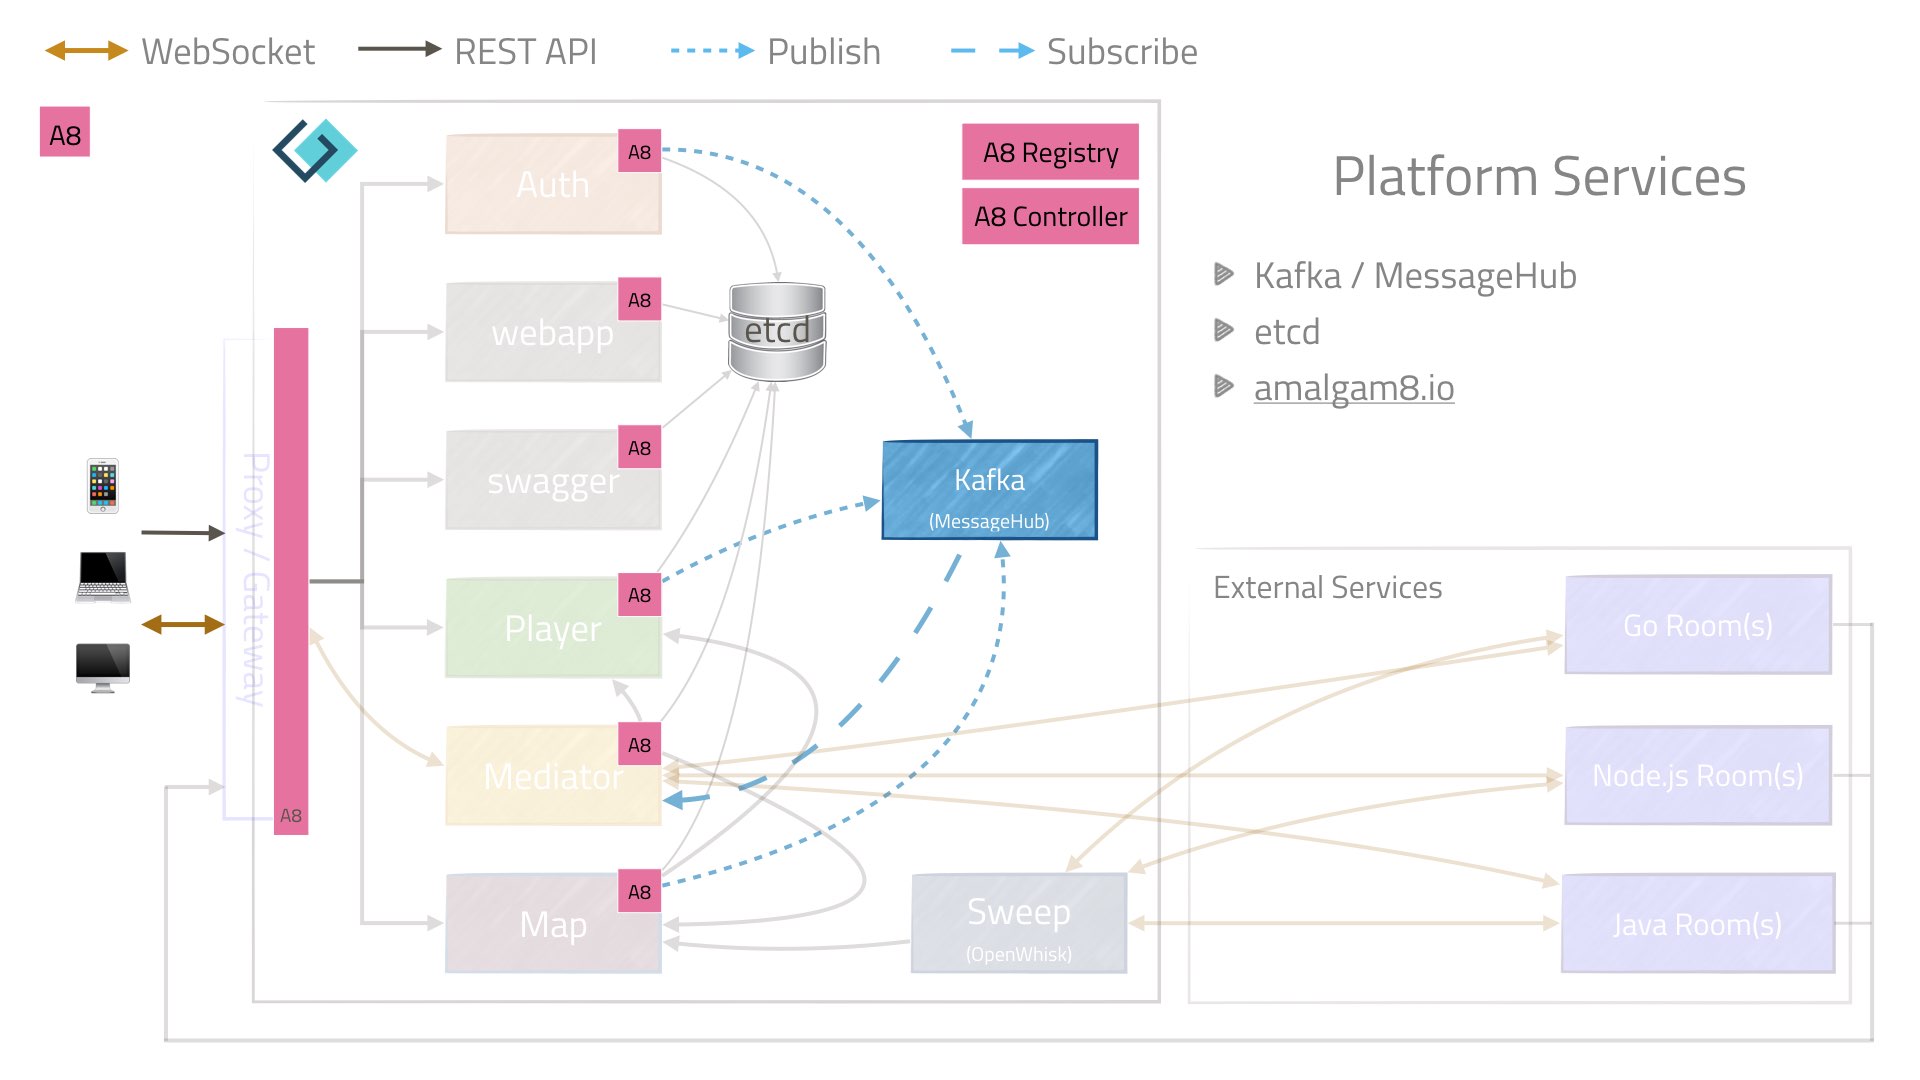 WebSocket
REST API
Publish
Subscribe
A8
Platform Services
Kafka / MessageHub
etcd
amalgam8.io
A8 Registry
A8 Controller
Auth
A8
webapp
A8
swagger
A8
Player
A8
Mediator
A8
Map
A8
etcd
Kafka
(MessageHub)
Sweep
(OpenWhisk)
Proxy / Gateway
A8
External Services
Go Room(s)
Node.js Room(s)
Java Room(s)